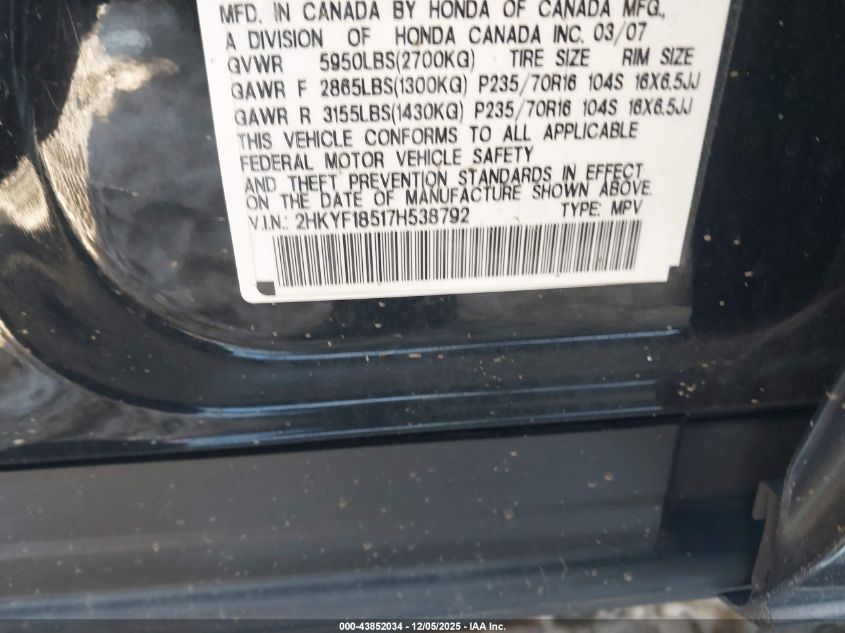 MFD. IN CANADA BY HONDA OF CANADA MFG.,
A DIVISION OF HONDA CANADA INC. 03/07
GVWR 5950LBS(2700KG) TIRE SIZE RIM SIZE
GAWR F 2865LBS(1300KG) P235/70R16 104S 16X6.5JJ
GAWR R 3155LBS(1430KG) P235/70R16 104S 16X6.5JJ
THIS VEHICLE CONFORMS TO ALL APPLICABLE
FEDERAL MOTOR VEHICLE SAFETY
AND THEFT PREVENTION STANDARDS IN EFFECT
ON THE DATE OF MANUFACTURE SHOWN ABOVE.
V.I.N.: 2HKYF18517H538792 TYPE: MPV
000-43852034 - 12/05/2025 - IAA Inc.